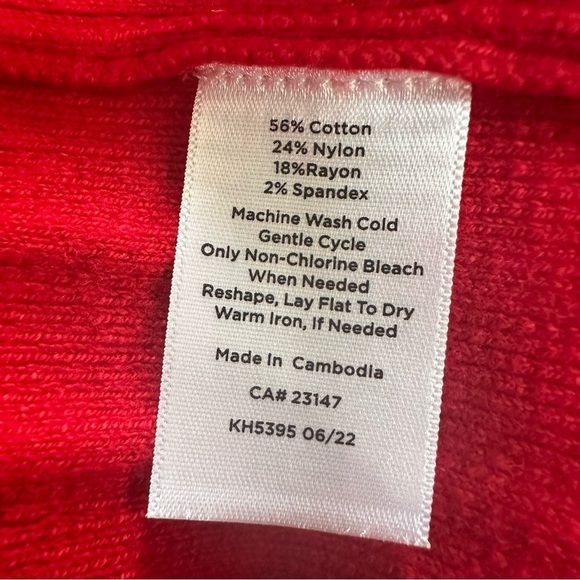 56% Cotton
24% Nylon
18%Rayon
2% Spandex
Machine Wash Cold
Gentle Cycle
Only Non-Chlorine Bleach
When Needed
Reshape, Lay Flat To Dry
Warm Iron, If Needed
Made In Cambodia
CA# 23147
KH5395 06/22